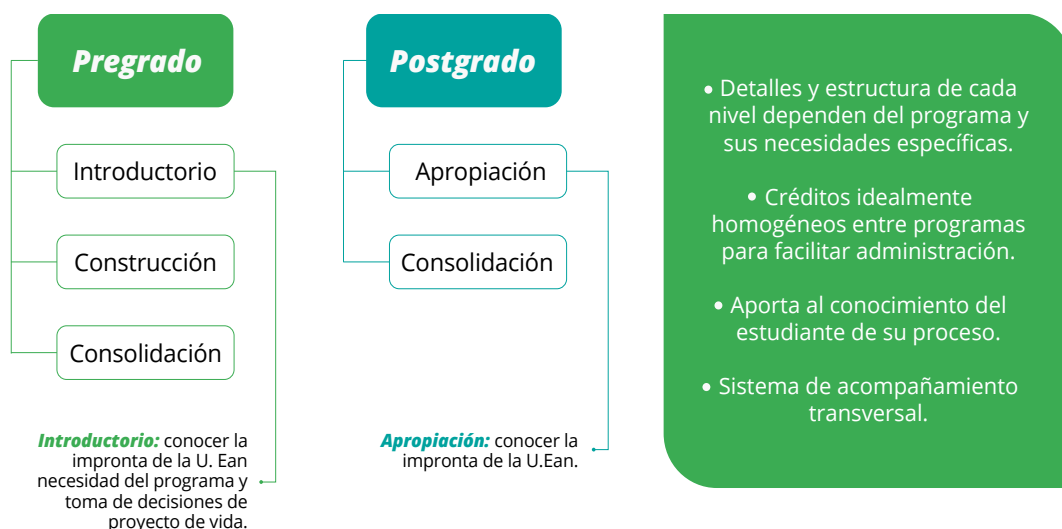 Pregrado
Introductorio
Construcción
Consolidación
Introductorio: conocer la
impronta de la U. Ean
necesidad del programa y
toma de decisiones de
proyecto de vida.
Postgrado
Apropiación
Consolidación
Apropiación: conocer la
impronta de la U.Ean.
• Detalles y estructura de cada
nivel dependen del programa y
sus necesidades específicas.
• Créditos idealmente
homogéneos entre programas
para facilitar administración.
• Aporta al conocimiento del
estudiante de su proceso.
• Sistema de acompañamiento
transversal.